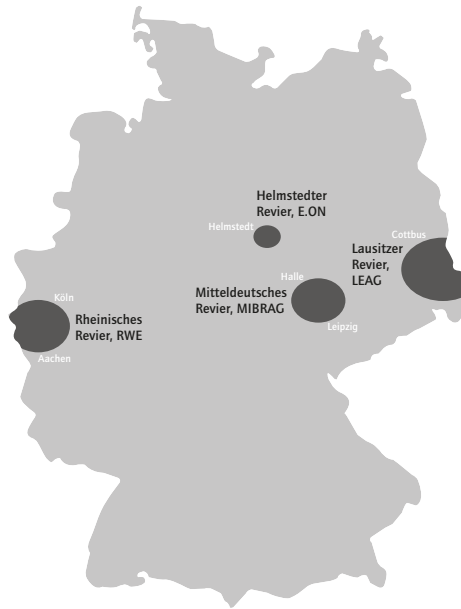 Helmstedter
Revier, E.ON
Helmstedt
Cottbus
Lausitzer
Revier,
LEAG
Halle
Mitteldeutsches
Revier, MIBRAG
Leipzig
Köln
Rheinisches
Revier, RWE
Aachen